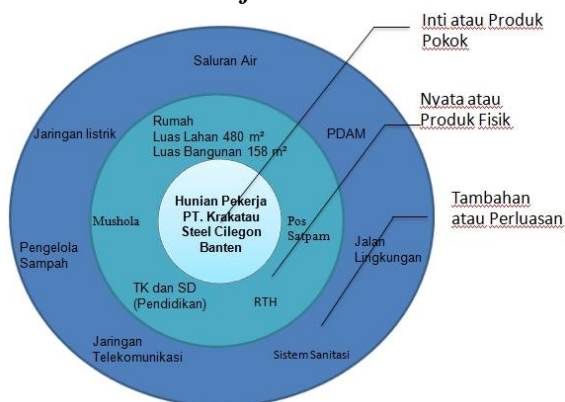 Inti atau Produk
Pokok
Saluran Air
Nyata atau
Produk Fisik
Rumah
Luas Lahan 480 m²
Luas Bangunan 158 m²
Jaringan listrik
PDAM
Hunian Pekerja
PT. Krakatau
Steel Cilegon
Banten
Tambahan
atau Perluasan
Mushola
Pos
Satpam
Pengelola
Sampah
Jalan
Lingkungan
TK dan SD
(Pendidikan)
RTH
Jaringan
Telekomunikasi
Sistem Sanitasi